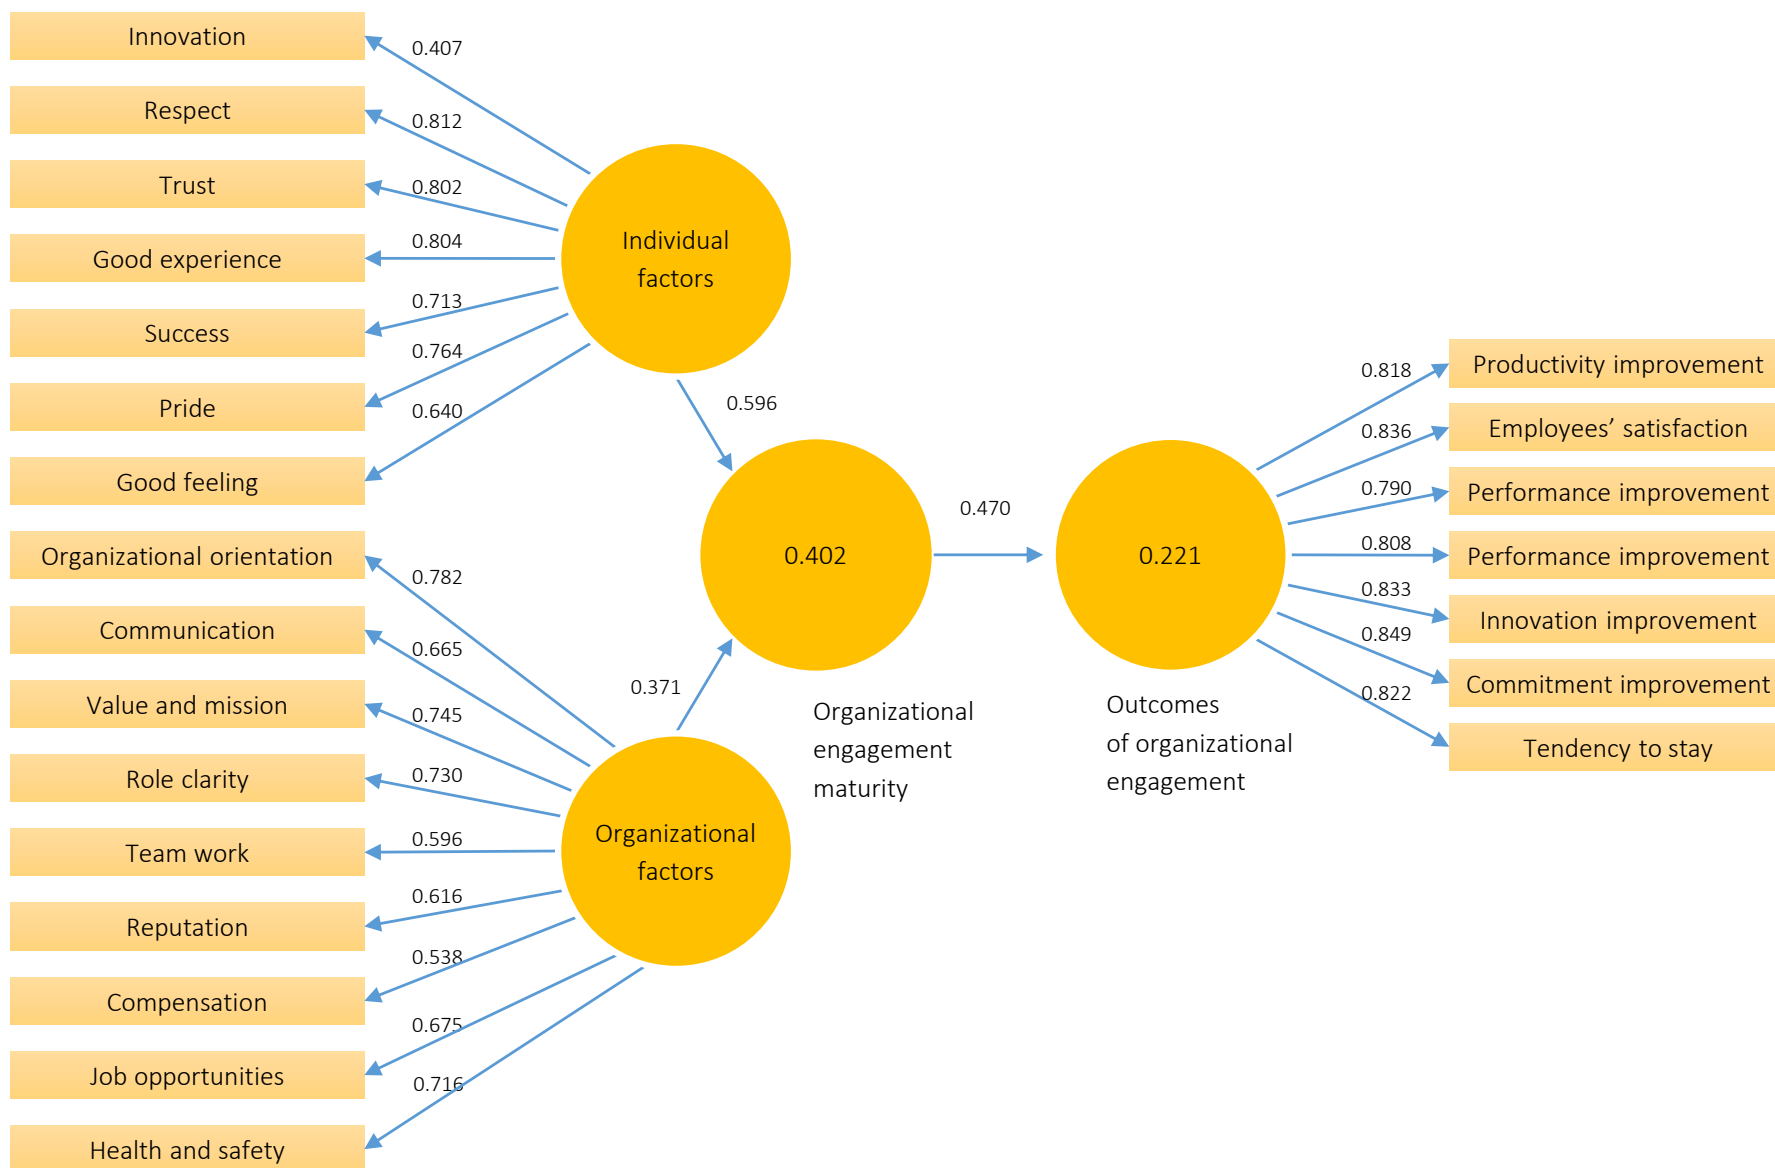 Innovation
Respect
Trust
Good experience
Success
Pride
Good feeling
Organizational orientation
Communication
Value and mission
Role clarity
Team work
Reputation
Compensation
Job opportunities
Health and safety
0.407
0.812
0.802
0.804
0.713
0.764
0.640
0.782
0.665
0.745
0.730
0.596
0.616
0.538
0.675
0.716
Individual
factors
Organizational
factors
0.596
0.371
0.402
Organizational
engagement
maturity
0.470
0.221
Outcomes
of organizational
engagement
0.818
0.836
0.790
0.808
0.833
0.849
0.822
Productivity improvement
Employees’ satisfaction
Performance improvement
Performance improvement
Innovation improvement
Commitment improvement
Tendency to stay